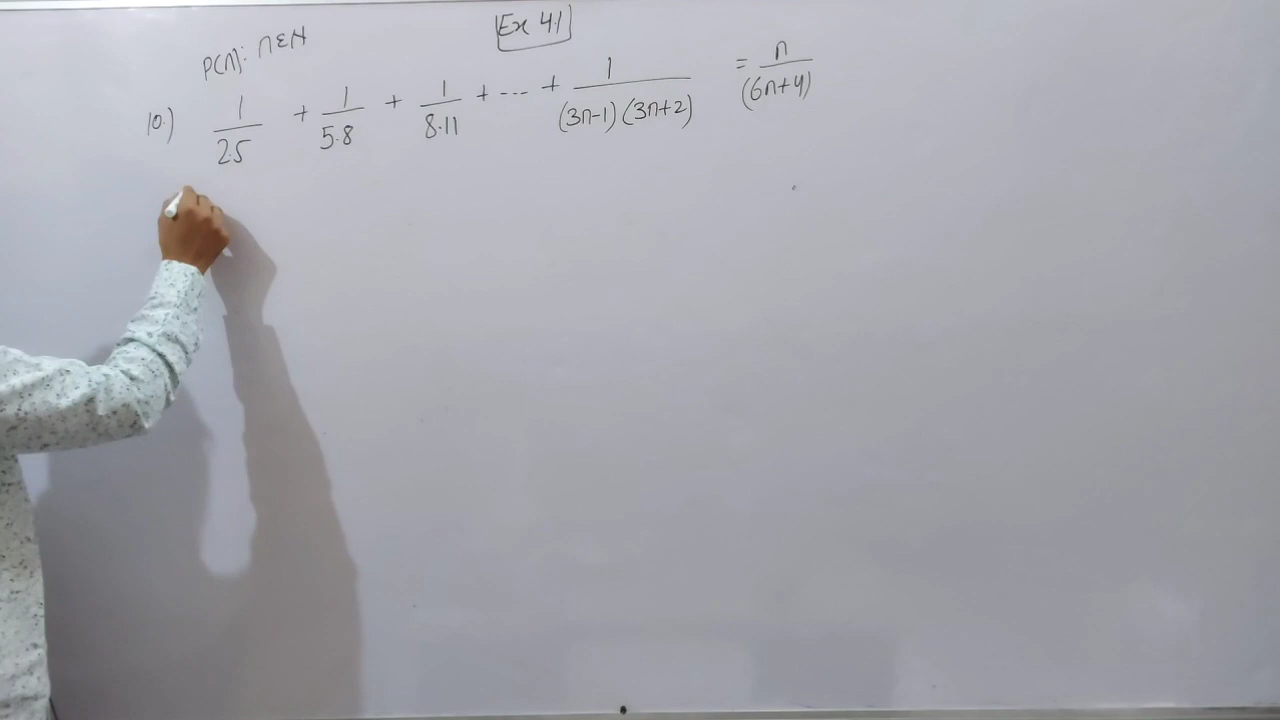 Ex 4.1
P(n): n∈N
10.) 1/2.5 + 1/5.8 + 1/8.11 + --- + 1/(3n-1)(3n+2) = n/(6n+4)